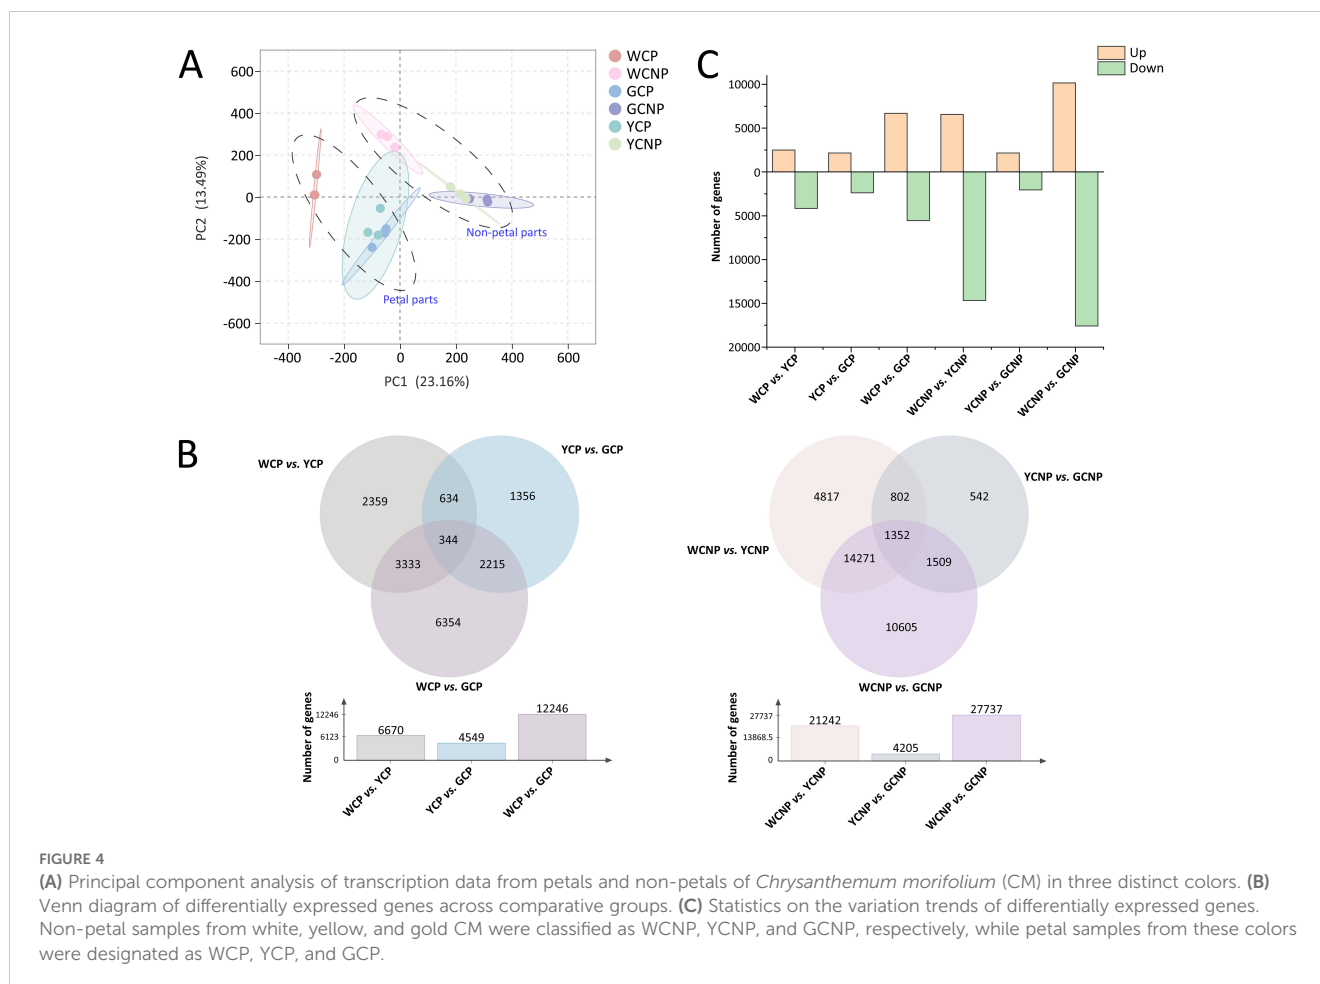 A
600
400
200
0
-200
-400
-600
PC2 (13.49%)
-400
-200
0
200
400
600
PC1 (23.16%)
Non-petal parts
Petal parts
WCP
WCNP
GCP
GCNP
YCP
YCNP
C
Up
Down
10000
5000
0
5000
10000
15000
20000
Number of genes
WCP vs. YCP
YCP vs. GCP
WCP vs. GCP
WCNP vs. YCNP
YCNP vs. GCNP
WCNP vs. GCNP
B
WCP vs. YCP
YCP vs. GCP
2359
634
1356
344
3333
2215
6354
WCP vs. GCP
Number of genes
12246
6123
0
6670
4549
12246
WCP vs. YCP
YCP vs. GCP
WCP vs. GCP
YCNP vs. GCNP
WCNP vs. YCNP
4817
802
542
1352
14271
1509
10605
WCNP vs. GCNP
Number of genes
27737
13868.5
0
21242
4205
27737
WCNP vs. YCNP
YCNP vs. GCNP
WCNP vs. GCNP
FIGURE 4
(A) Principal component analysis of transcription data from petals and non-petals of Chrysanthemum morifolium (CM) in three distinct colors. (B)
Venn diagram of differentially expressed genes across comparative groups. (C) Statistics on the variation trends of differentially expressed genes.
Non-petal samples from white, yellow, and gold CM were classified as WCNP, YCNP, and GCNP, respectively, while petal samples from these colors
were designated as WCP, YCP, and GCP.